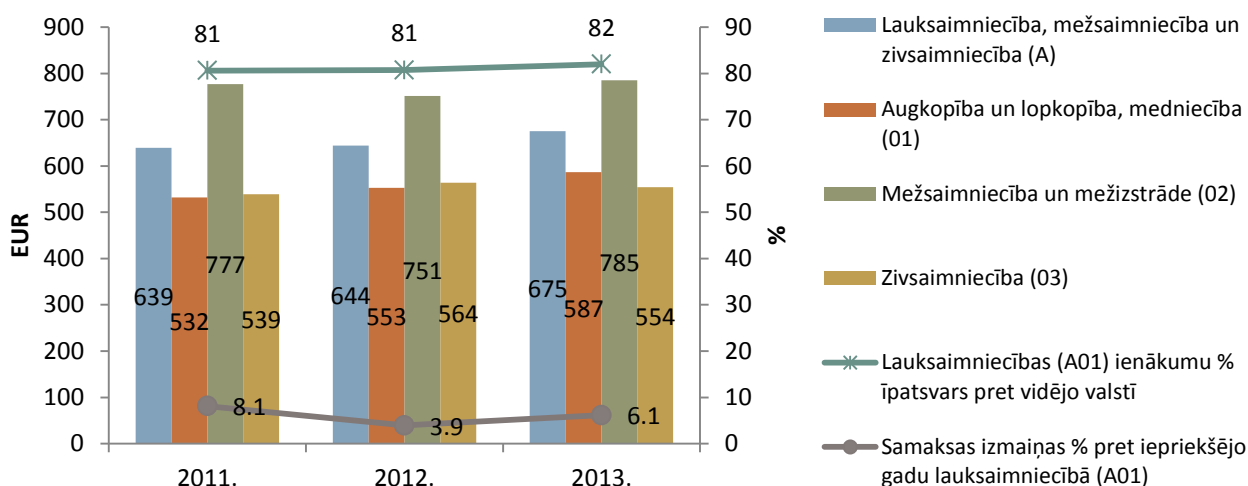 900
800
700
600
500
400
300
200
100
0
EUR
81 81 82
639 532 777 539
644 553 751 564
675 587 785 554
8.1 3.9 6.1
2011. 2012. 2013.
90
80
70
60
50
40
30
20
10
0
%
Lauksaimniecība, mežsaimniecība un
zivsaimniecība (A)
Augkopība un lopkopība, medniecība
(01)
Mežsaimniecība un mežizstrāde (02)
Zivsaimniecība (03)
Lauksaimniecības (A01) ienākumu %
īpatsvars pret vidējo valstī
Samaksas izmaiņas % pret iepriekšējo
gadu lauksaimniecībā (A01)